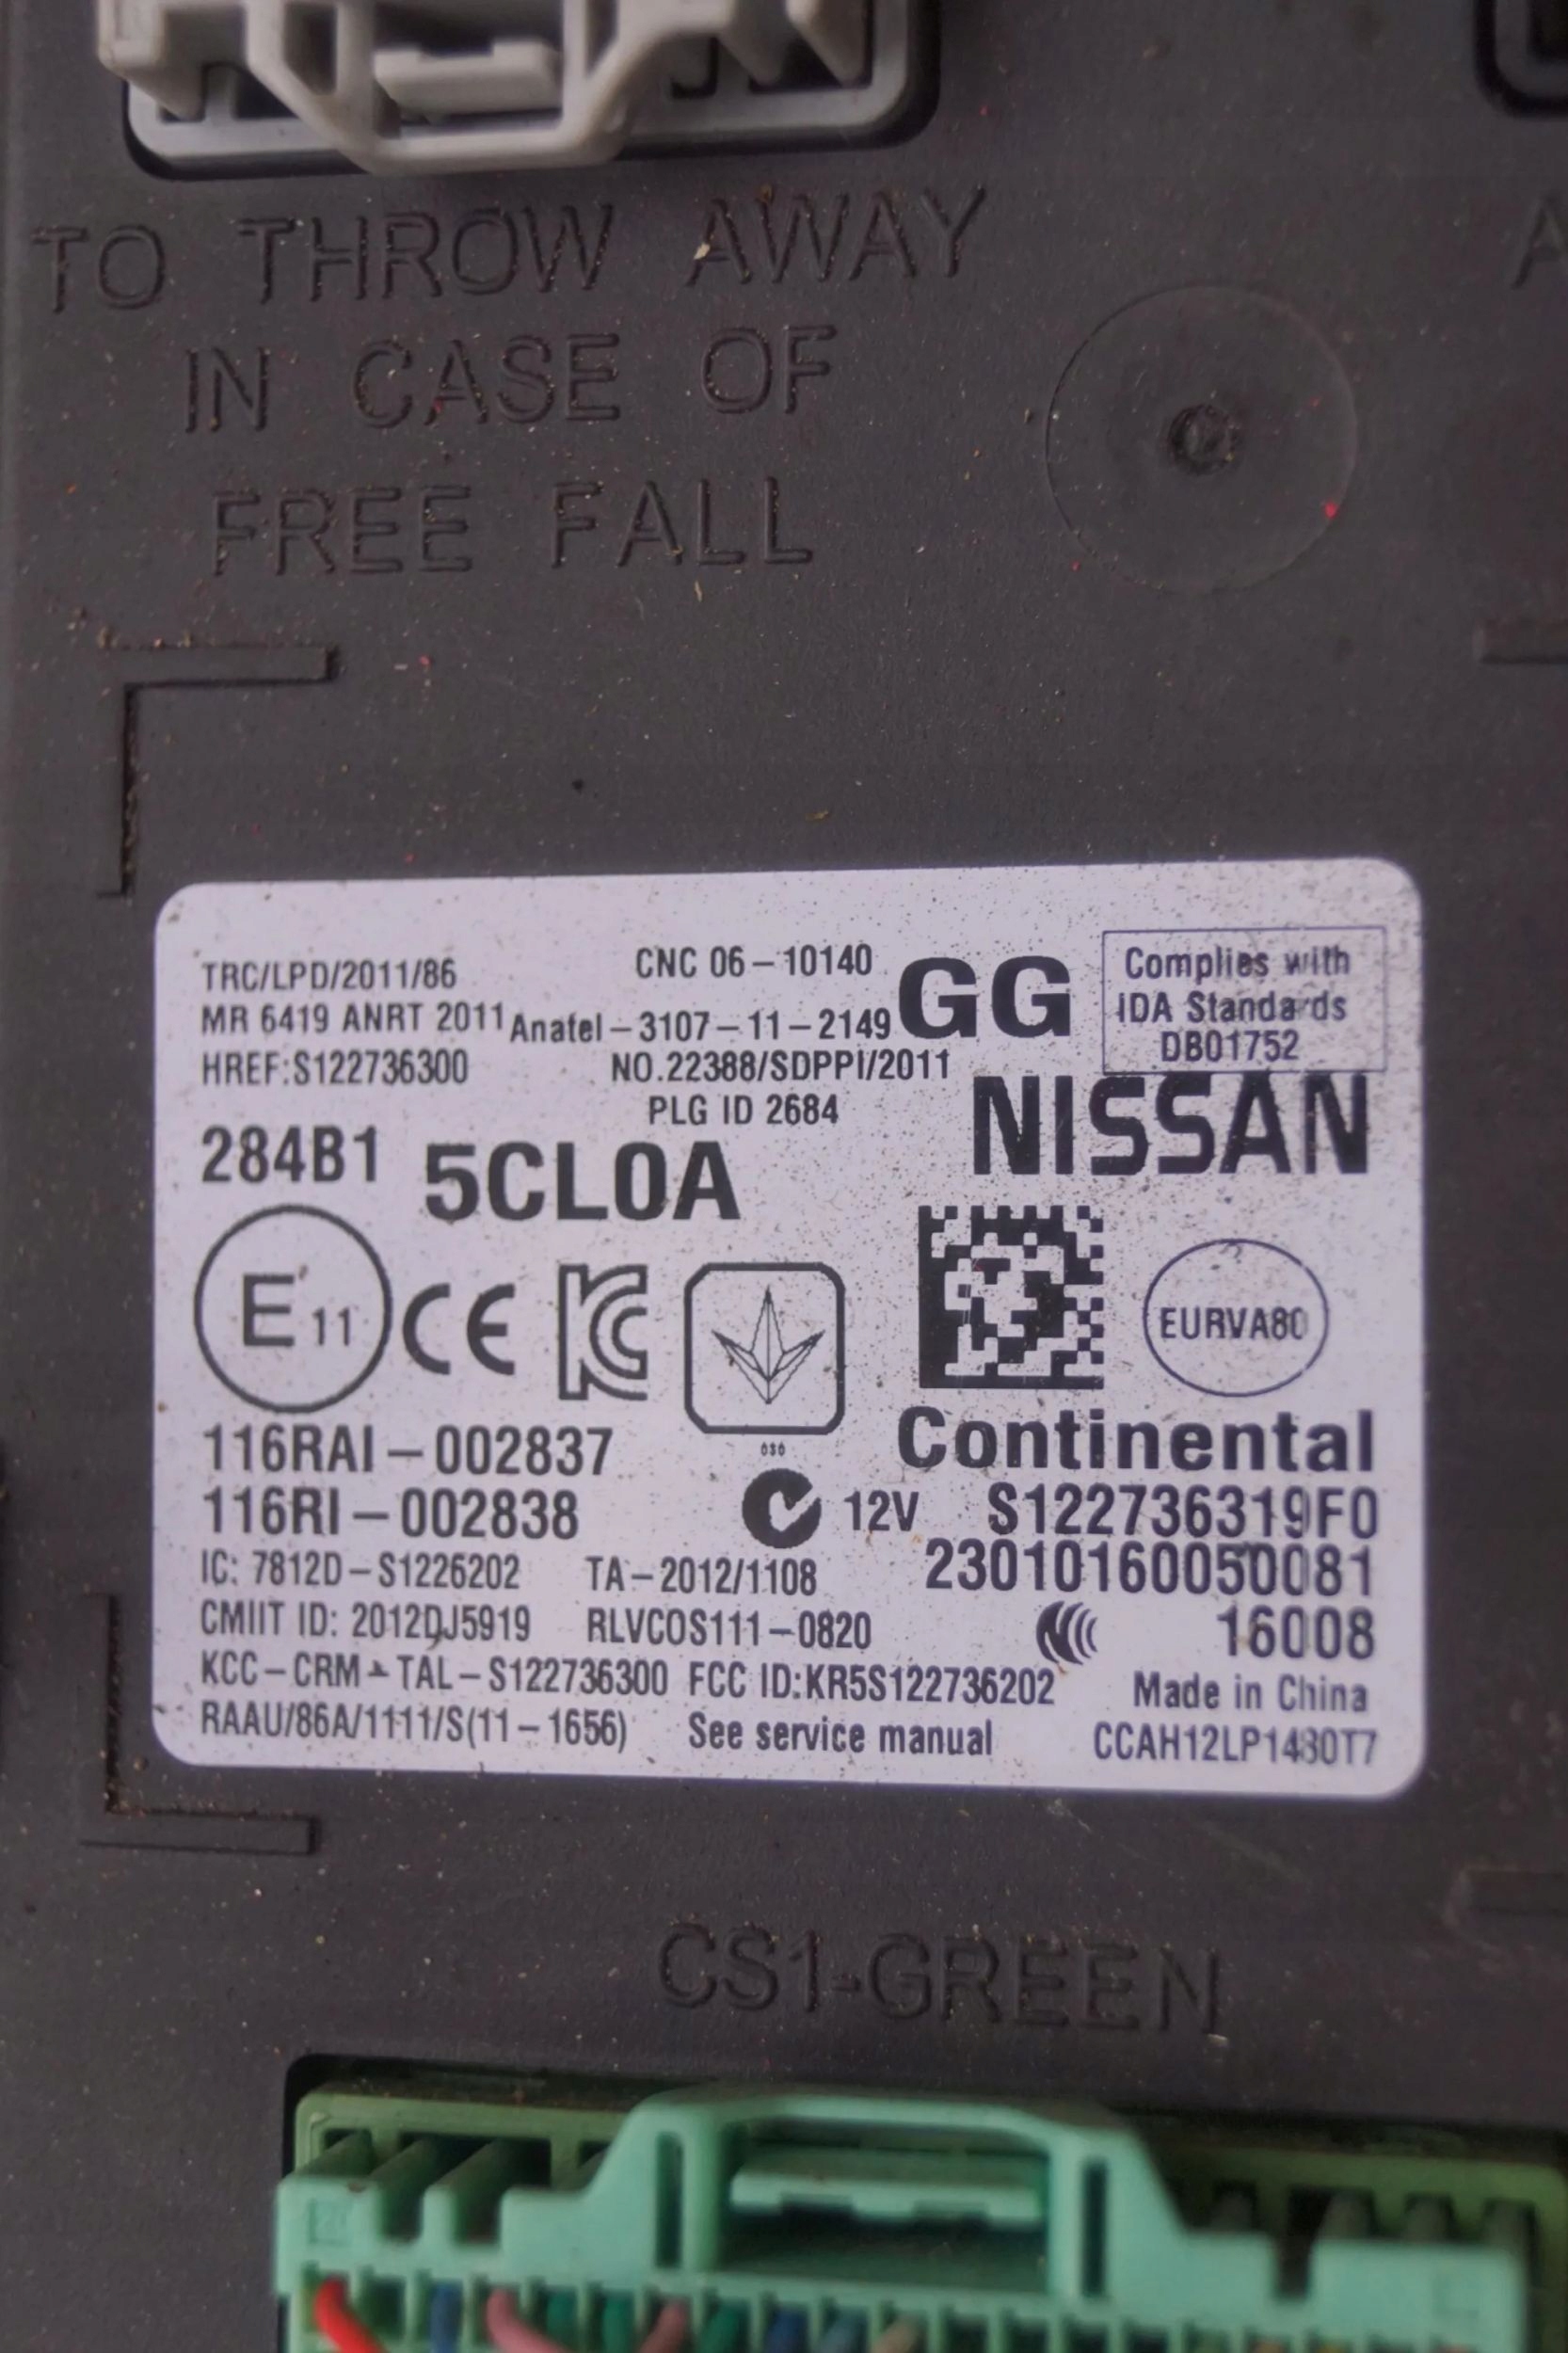 TO THROW AWAY
IN CASE OF
FREE FALL
TRC/LPD/2011/86
CNC 06-10140
GG
Complies with
IDA Standards
DB01752
MR 6419 ANRT 2011
Anatel-3107-11-2149
HREF:S122736300
NO.22388/SDPPI/2011
PLG ID 2684
NISSAN
284B1 5CL0A
E11
CE
KC
EURVA80
036
Continental
116RAI-002837
116RI-002838
12V S122736319F0
23010160050081
IC: 7812D-S1226202
TA-2012/1108
CMIIT ID: 2012DJ5919
RLVCOS111-0820
16008
KCC-CRM-TAL-S122736300
FCC ID:KR5S122736202
Made in China
RAAU/86A/1111/S(11-1656)
See service manual
CCAH12LP1480T7
CS1-GREEN